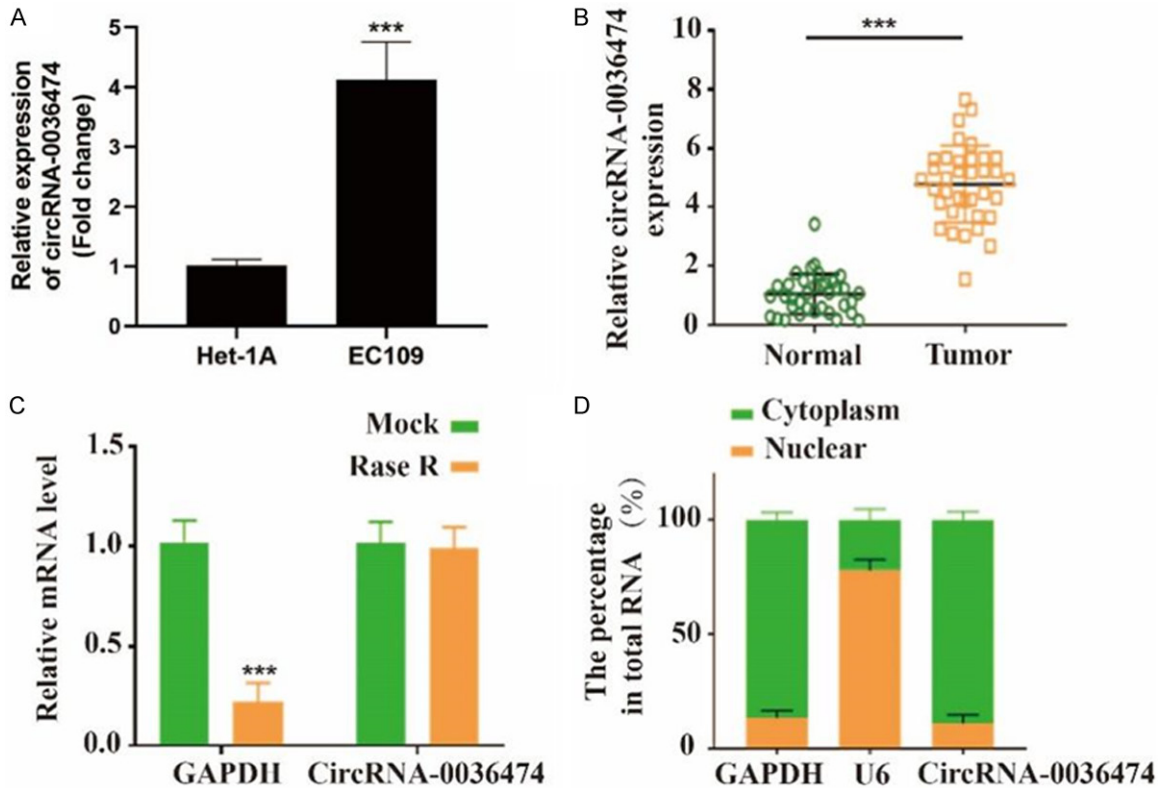 A
Relative expression
of circRNA-0036474
(Fold change)
5
4
3
2
1
0
***
Het-1A
EC109
B
Relative circRNA-0036474
expression
10
8
6
4
2
0
***
Normal
Tumor
C
Mock
Rase R
Relative mRNA level
1.5
1.0
0.5
0.0
***
GAPDH
CircRNA-0036474
D
Cytoplasm
Nuclear
The percentage
in total RNA (%)
100
50
0
GAPDH
U6
CircRNA-0036474